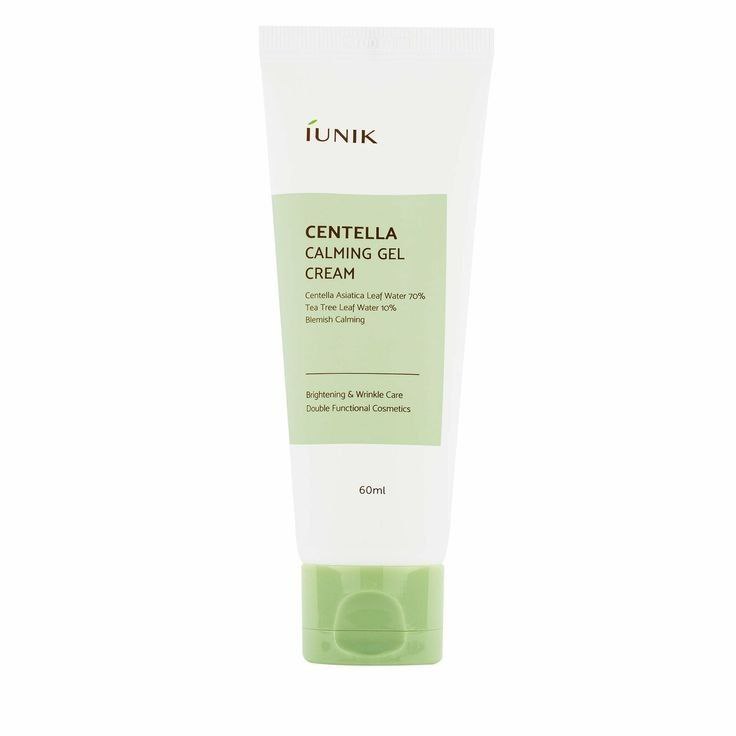 iUNIK
CENTELLA
CALMING GEL
CREAM
Centella Asiatica Leaf Water 70%
Tea Tree Leaf Water 10%
Blemish Calming
Brightening & Wrinkle Care
Double Functional Cosmetics
60ml